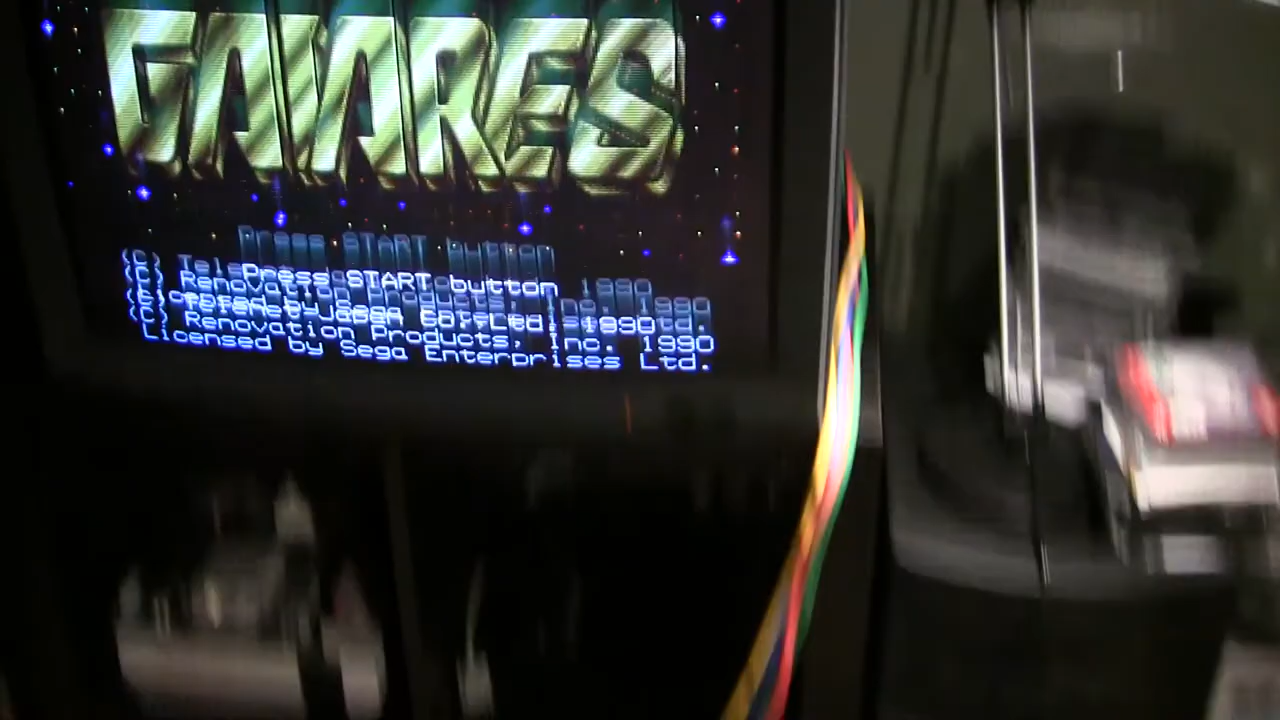 GAIARES
Press START button
(C) Telenet Japan Co., Ltd. 1990
(C) Renovation Products, Inc. 1990
Licensed by Sega Enterprises Ltd.